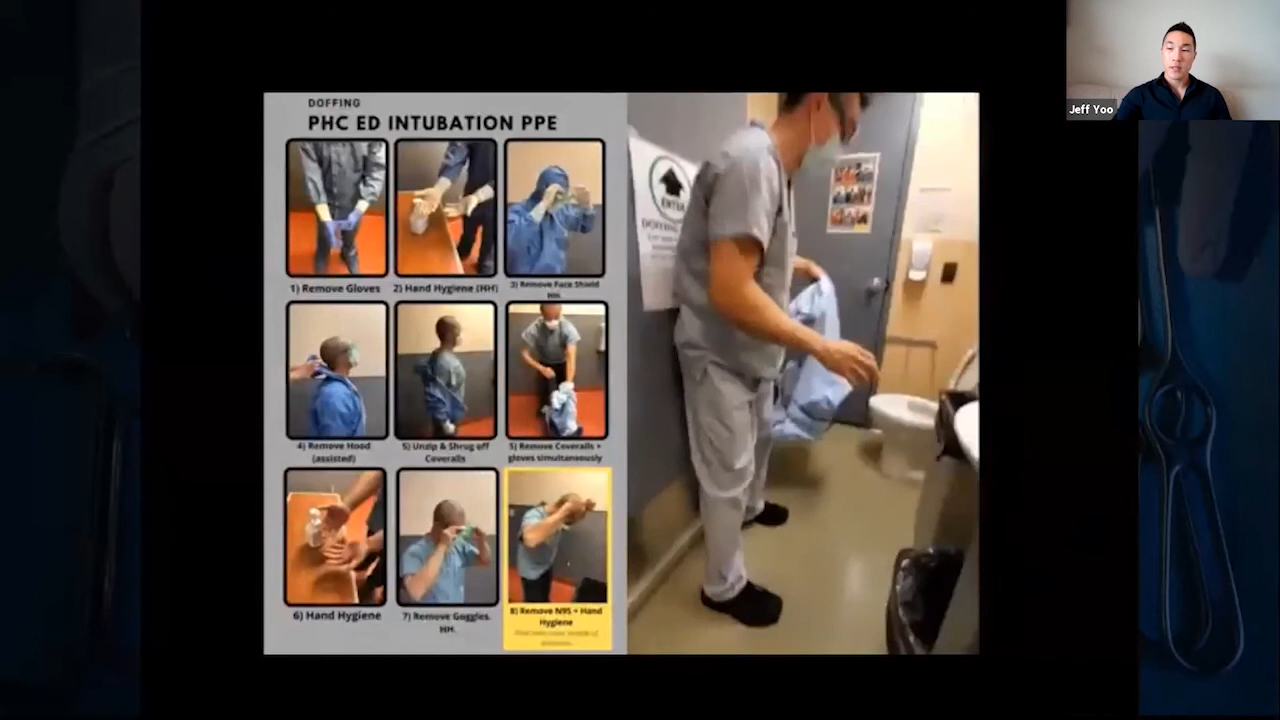 Jeff Yoo
DOFFING
PHC ED INTUBATION PPE
1) Remove Gloves
2) Hand Hygiene (HH)
3) Remove Face Shield
HH.
4) Remove Hood
(assisted)
5) Unzip & Shrug off
Coveralls
5) Remove Coveralls +
gloves simultaneously
6) Hand Hygiene
7) Remove Goggles.
HH.
8) Remove N95 + Hand
Hygiene
ENTER
DOFFING